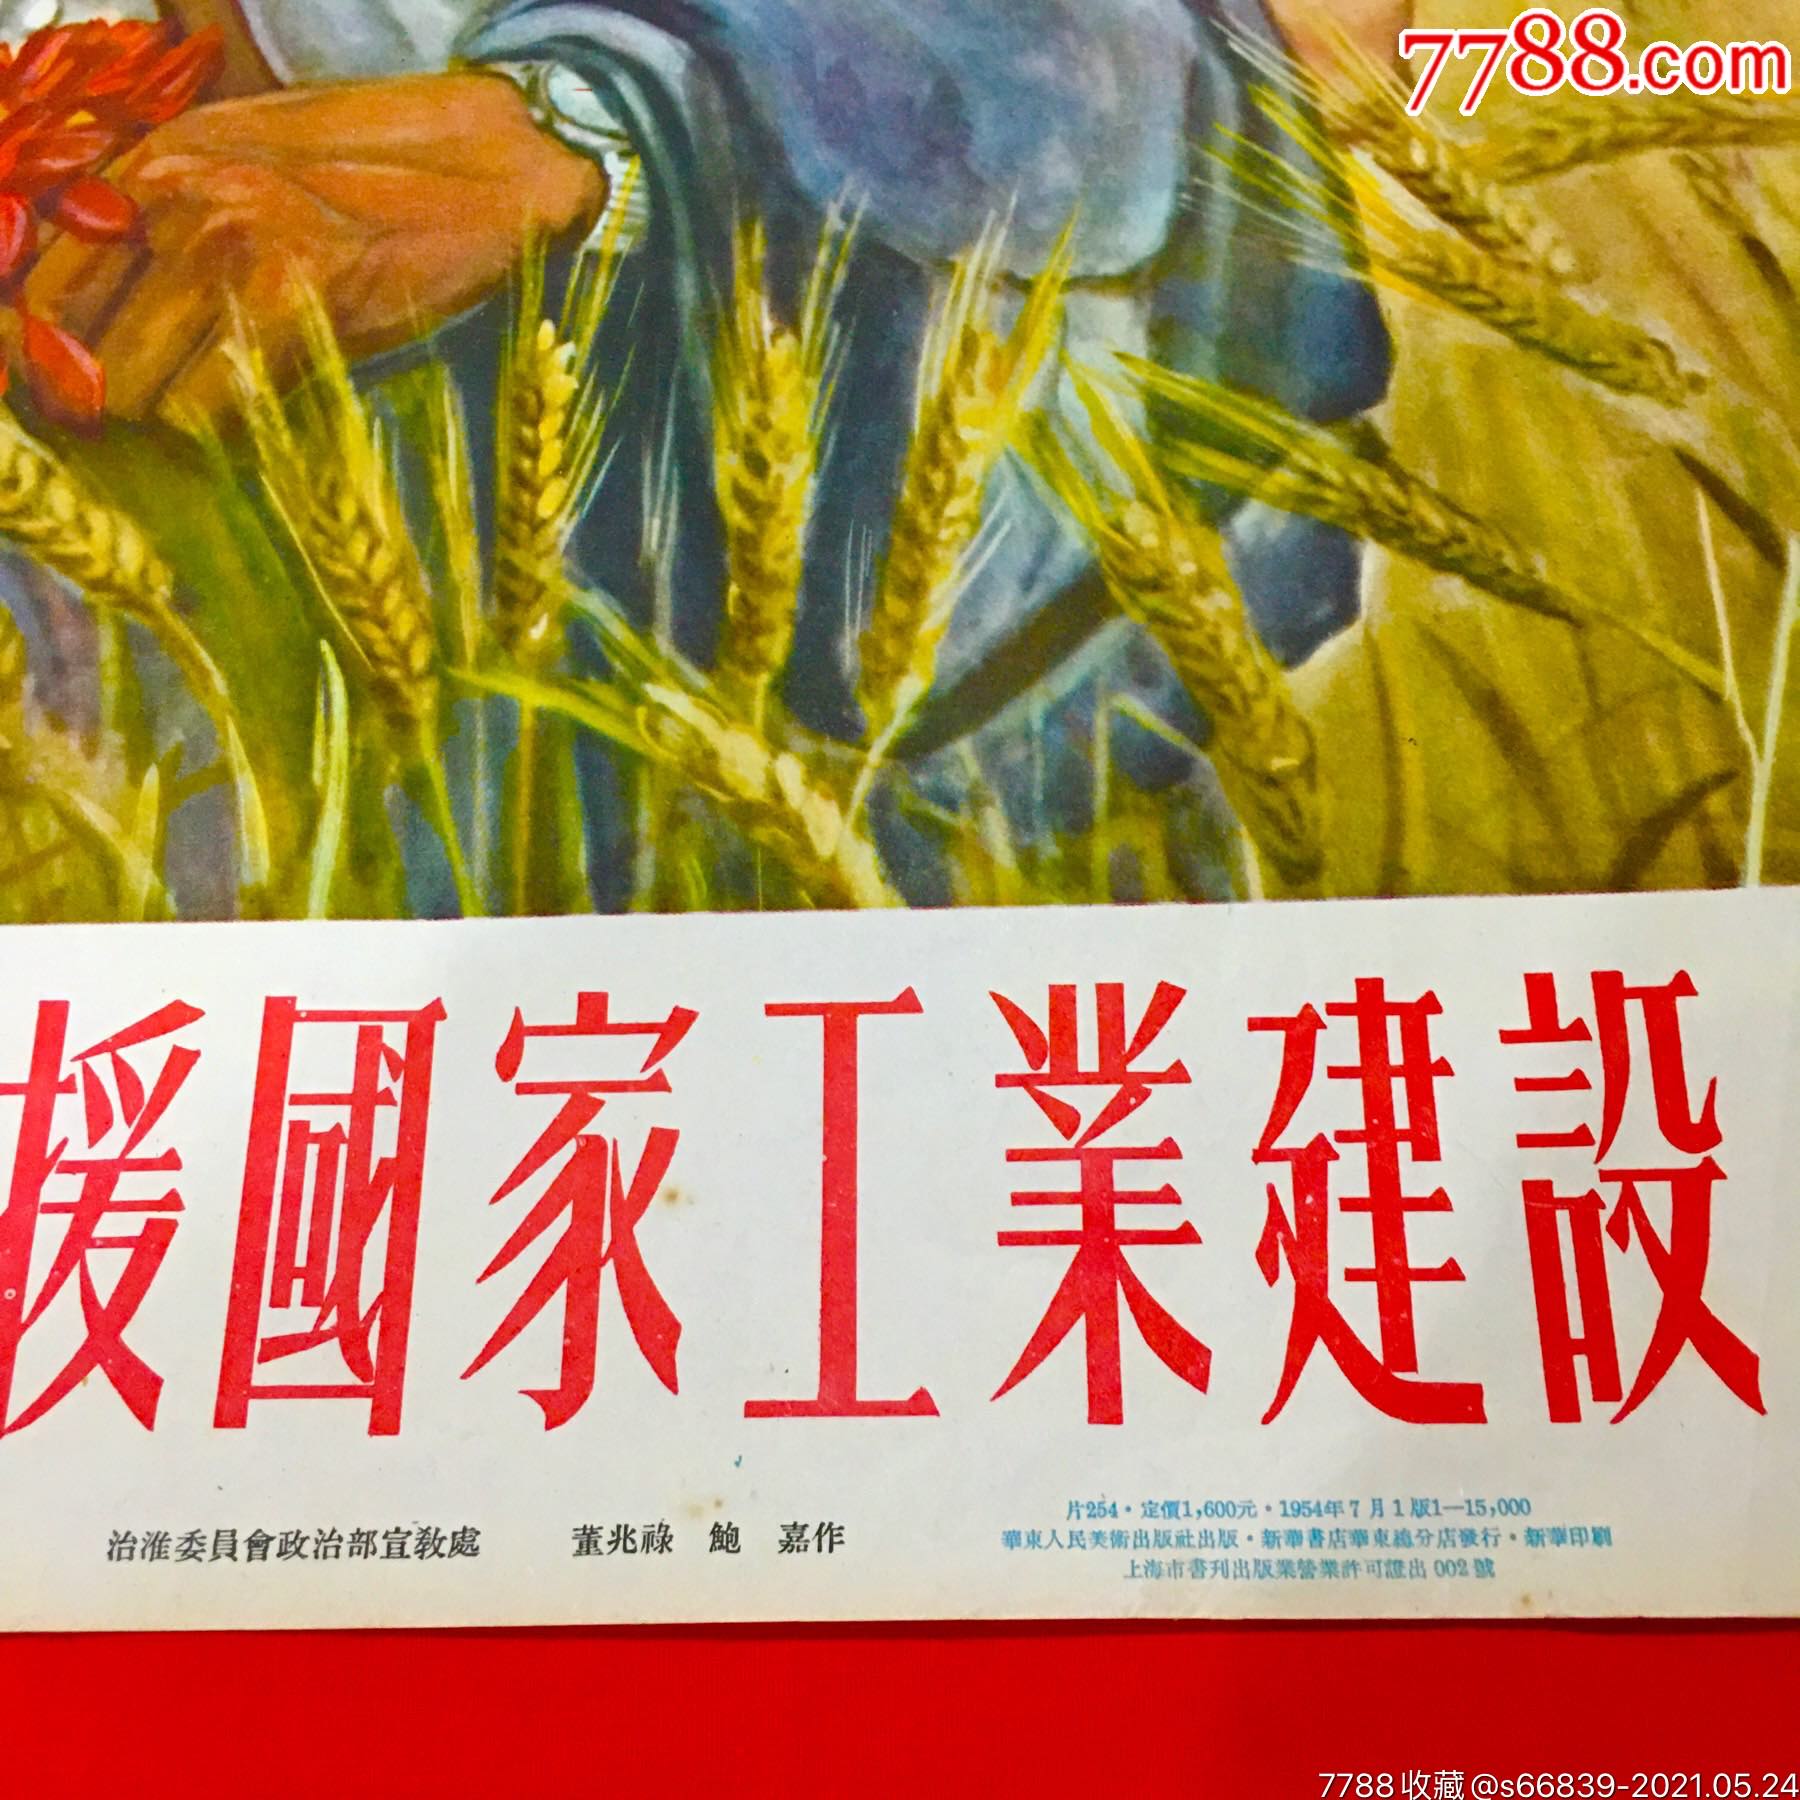 7788.com
援國家工業建設
治淮委員會政治部宣敎處 董兆祿 鮑 嘉作
片254·定價1,600元·1954年7月1版1—15,000
華東人民美術出版社出版·新華書店華東總分店發行·新華印刷
上海市書刊出版業營業許可證出002號
7788收藏@s66839-2021.05.24